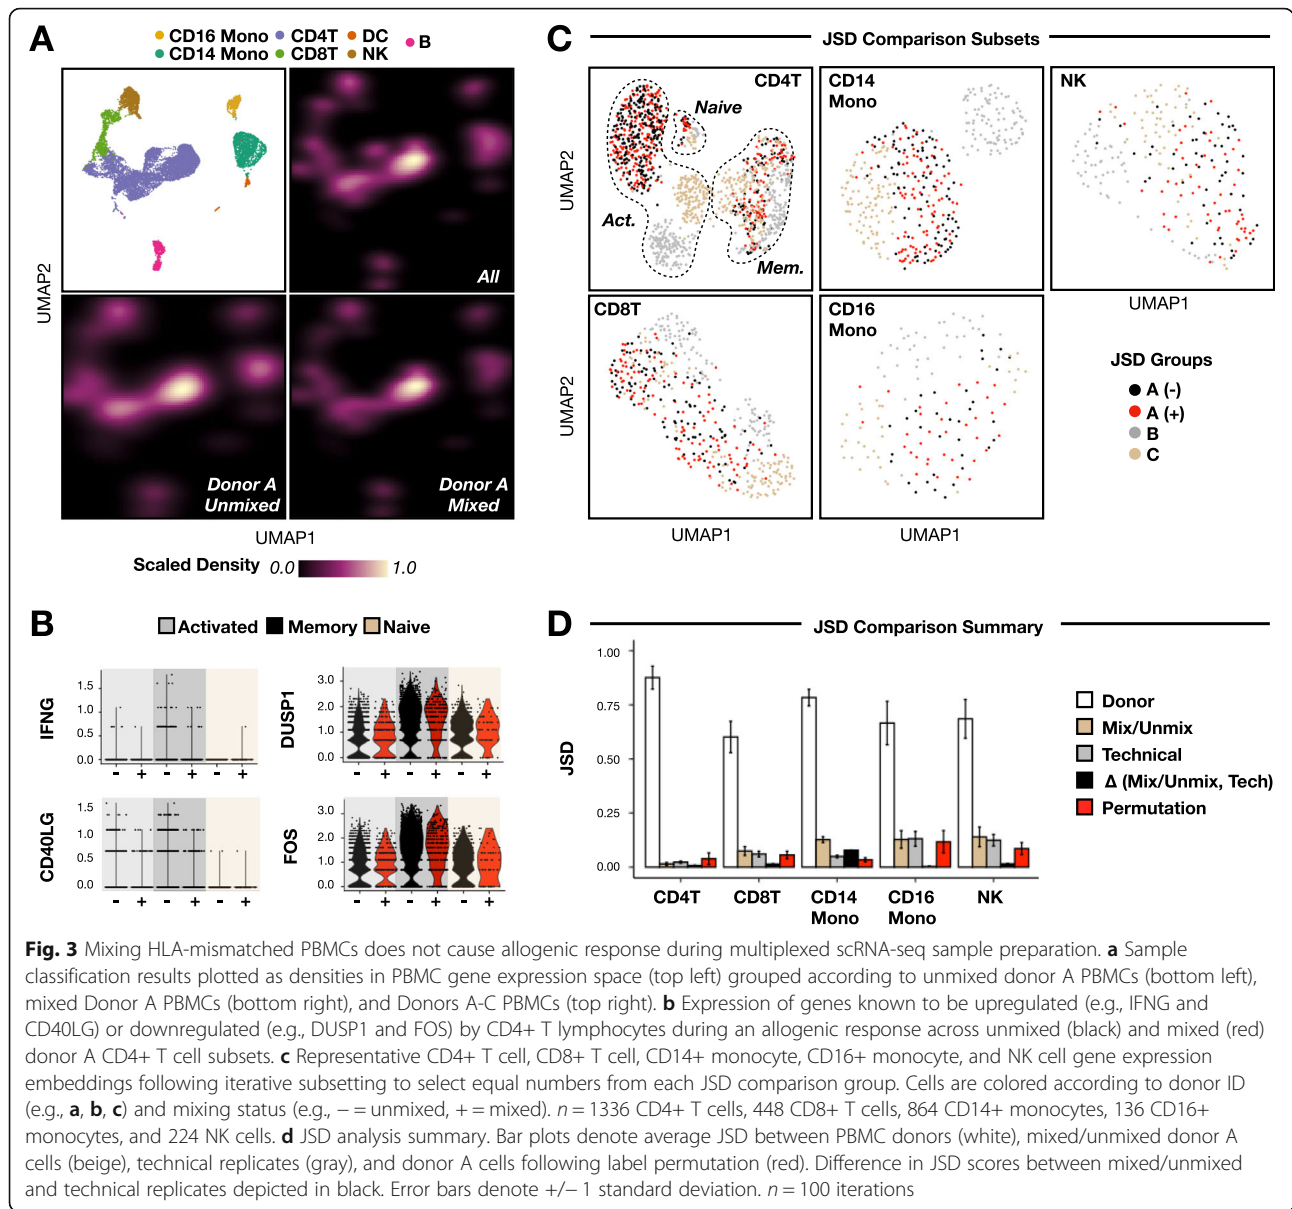 A
CD16 Mono CD4T DC B
CD14 Mono CD8T NK
All
Donor A
Unmixed
Donor A
Mixed
UMAP2
UMAP1
Scaled Density 0.0 1.0
C
JSD Comparison Subsets
CD4T
Naive
Act.
Mem.
CD14
Mono
NK
UMAP2
UMAP1
CD8T
CD16
Mono
UMAP2
UMAP1
UMAP1
JSD Groups
A (-)
A (+)
B
C
B
Activated Memory Naive
IFNG
1.5
1.0
0.5
0.0
- + - + - +
DUSP1
3.0
2.0
1.0
0.0
- + - + - +
CD40LG
1.5
1.0
0.5
0.0
- + - + - +
FOS
3.0
2.0
1.0
0.0
- + - + - +
D
JSD Comparison Summary
JSD
1.00
0.75
0.50
0.25
0.00
CD4T CD8T CD14 CD16 NK
Mono Mono
Donor
Mix/Unmix
Technical
Δ (Mix/Unmix, Tech)
Permutation
Fig. 3 Mixing HLA-mismatched PBMCs does not cause allogenic response during multiplexed scRNA-seq sample preparation. a Sample
classification results plotted as densities in PBMC gene expression space (top left) grouped according to unmixed donor A PBMCs (bottom left),
mixed Donor A PBMCs (bottom right), and Donors A-C PBMCs (top right). b Expression of genes known to be upregulated (e.g., IFNG and
CD40LG) or downregulated (e.g., DUSP1 and FOS) by CD4+ T lymphocytes during an allogenic response across unmixed (black) and mixed (red)
donor A CD4+ T cell subsets. c Representative CD4+ T cell, CD8+ T cell, CD14+ monocyte, CD16+ monocyte, and NK cell gene expression
embeddings following iterative subsetting to select equal numbers from each JSD comparison group. Cells are colored according to donor ID
(e.g., a, b, c) and mixing status (e.g., − = unmixed, + = mixed). n = 1336 CD4+ T cells, 448 CD8+ T cells, 864 CD14+ monocytes, 136 CD16+
monocytes, and 224 NK cells. d JSD analysis summary. Bar plots denote average JSD between PBMC donors (white), mixed/unmixed donor A
cells (beige), technical replicates (gray), and donor A cells following label permutation (red). Difference in JSD scores between mixed/unmixed
and technical replicates depicted in black. Error bars denote +/− 1 standard deviation. n = 100 iterations